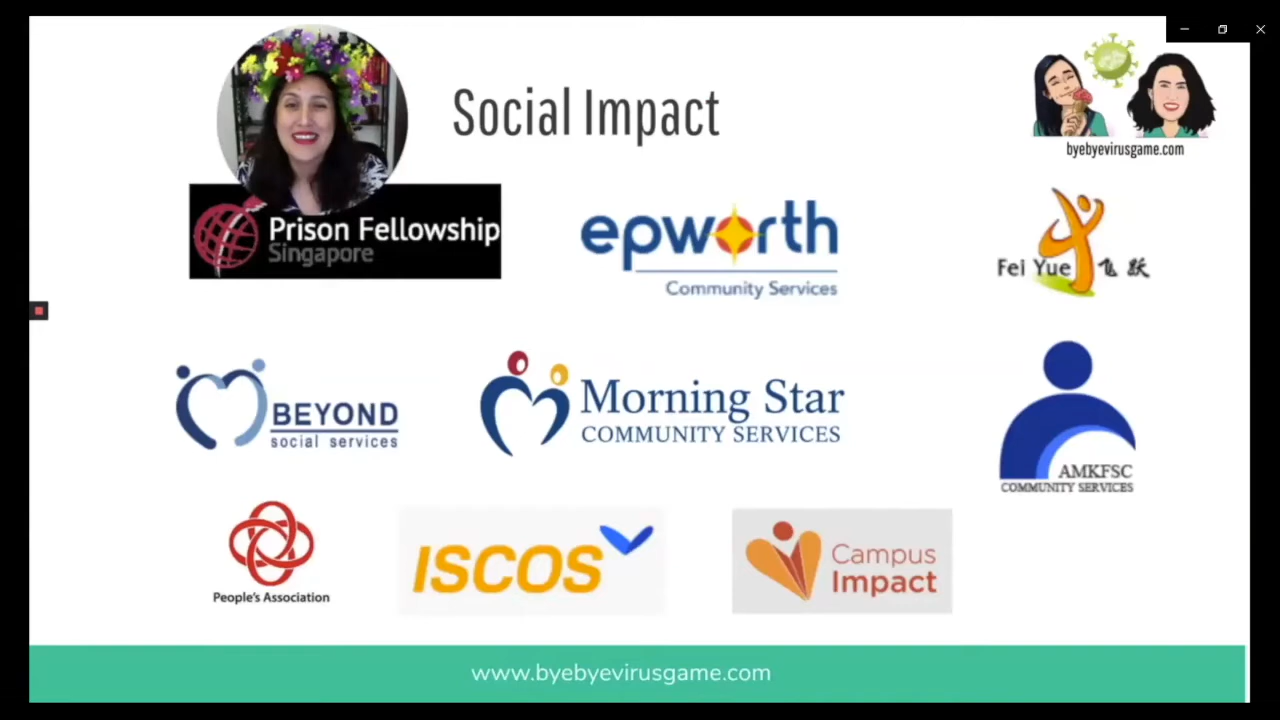 Social Impact
byebyevirusgame.com
Prison Fellowship
Singapore
epworth
Community Services
Fei Yue 飞跃
BEYOND
social services
Morning Star
COMMUNITY SERVICES
AMKFSC
COMMUNITY SERVICES
People's Association
ISCOS
Campus
Impact
www.byebyevirusgame.com